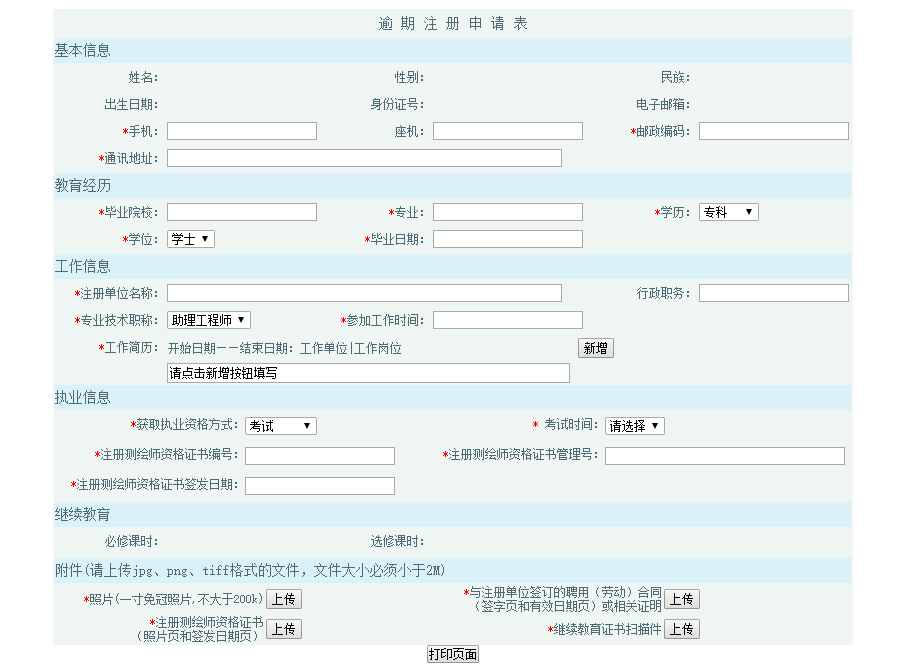 逾 期 注 册 申 请 表
基本信息
姓名： 性别： 民族：
出生日期： 身份证号： 电子邮箱：
*手机： 座机： *邮政编码：
*通讯地址：
教育经历
*毕业院校： *专业： *学历： 专科 ▼
*学位： 学士 ▼ *毕业日期：
工作信息
*注册单位名称： 行政职务：
*专业技术职称： 助理工程师 ▼ *参加工作时间：
*工作简历： 开始日期——结束日期：工作单位|工作岗位 新增
请点击新增按钮填写
执业信息
*获取执业资格方式： 考试 ▼ * 考试时间： 请选择 ▼
*注册测绘师资格证书编号： *注册测绘师资格证书管理号：
*注册测绘师资格证书签发日期：
继续教育
必修课时： 选修课时：
附件(请上传jpg、png、tiff格式的文件，文件大小必须小于2M)
*照片(一寸免冠照片,不大于200k) 上传
*与注册单位签订的聘用（劳动）合同
（签字页和有效日期页）或相关证明 上传
*注册测绘师资格证书
（照片页和签发日期页） 上传
*继续教育证书扫描件 上传
打印页面